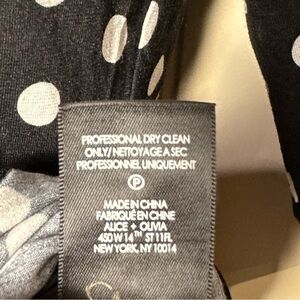 PROFESSIONAL DRY CLEAN
ONLY/NETTOYAGE A SEC
PROFESSIONNEL UNIQUEMENT
P
MADE IN CHINA
FABRIQUÉ EN CHINE
ALICE + OLIVIA
450 W 14TH ST 11FL
NEW YORK, NY 10014